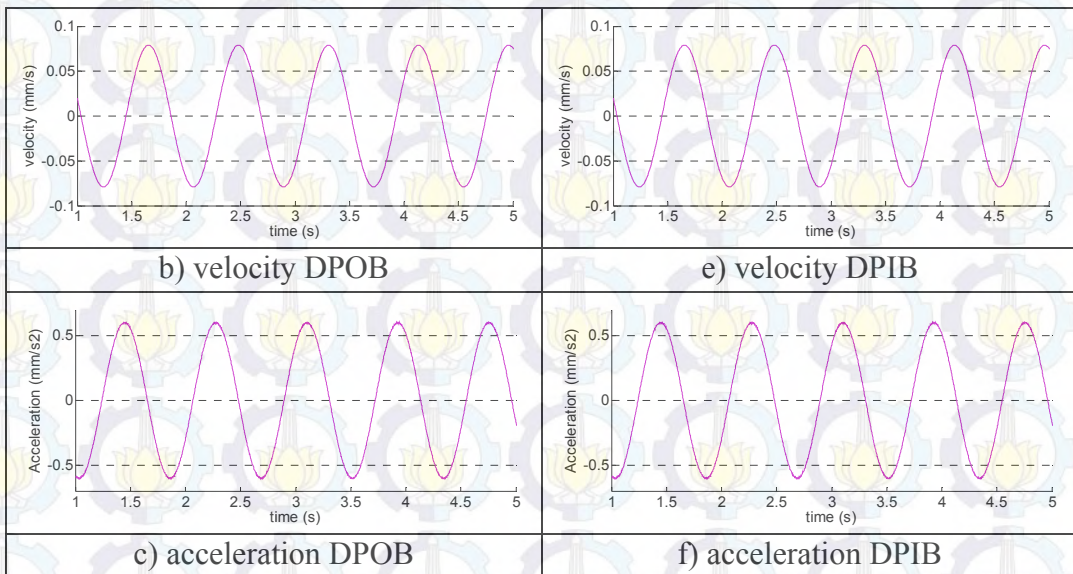 0.1
0.05
0
-0.05
-0.1
velocity (mm/s)
1 1.5 2 2.5 3 3.5 4 4.5 5
time (s)
b) velocity DPOB
0.1
0.05
0
-0.05
-0.1
velocity (mm/s)
1 1.5 2 2.5 3 3.5 4 4.5 5
time (s)
e) velocity DPIB
0.5
0
-0.5
Acceleration (mm/s2)
1 1.5 2 2.5 3 3.5 4 4.5 5
time (s)
c) acceleration DPOB
0.5
0
-0.5
Acceleration (mm/s2)
1 1.5 2 2.5 3 3.5 4 4.5 5
time (s)
f) acceleration DPIB